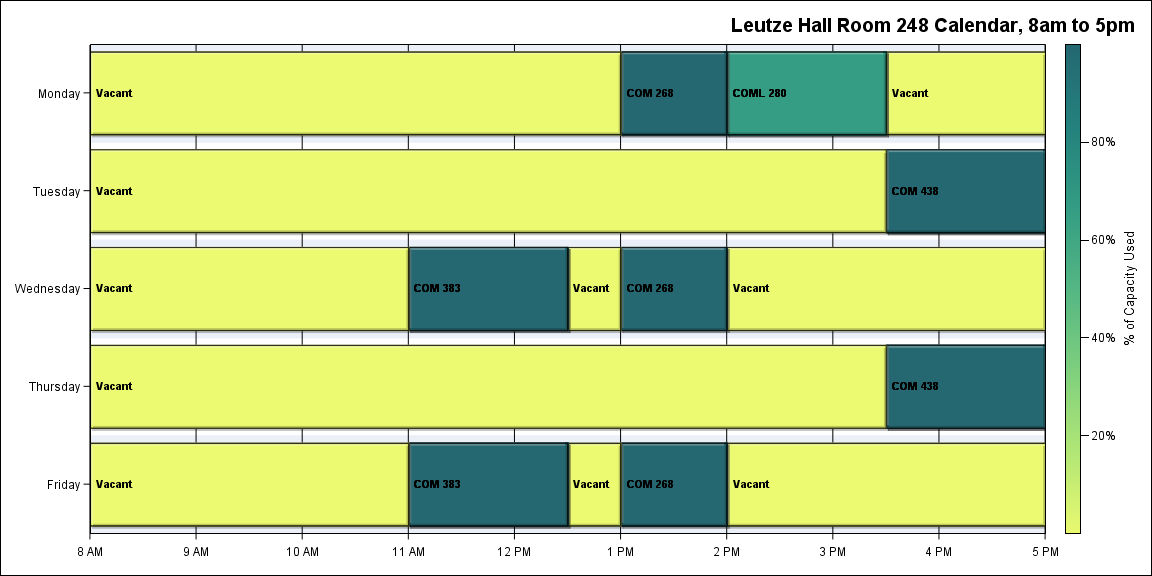 Leutze Hall Room 248 Calendar, 8am to 5pm
Monday
Vacant
COM 268
COML 280
Vacant
Tuesday
Vacant
COM 438
Wednesday
Vacant
COM 383
Vacant
COM 268
Vacant
Thursday
Vacant
COM 438
Friday
Vacant
COM 383
Vacant
COM 268
Vacant
8 AM
9 AM
10 AM
11 AM
12 PM
1 PM
2 PM
3 PM
4 PM
5 PM
80%
60%
40%
20%
% of Capacity Used